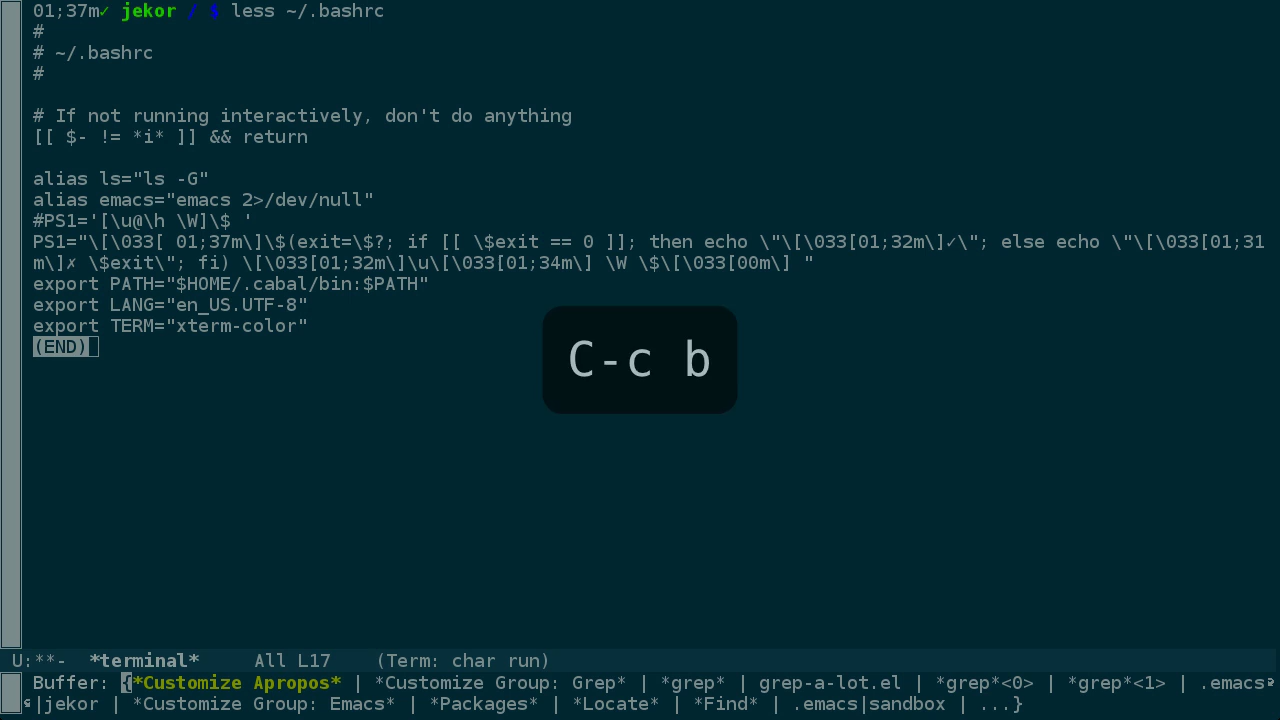 01;37m✓ jekor / $ less ~/.bashrc
#
# ~/.bashrc
#
# If not running interactively, don't do anything
[[ $- != *i* ]] && return
alias ls="ls -G"
alias emacs="emacs 2>/dev/null"
#PS1='[\u@\h \W]\$ '
PS1="\[\033[ 01;37m\]\$(exit=\$?; if [[ \$exit == 0 ]]; then echo \"\[\033[01;32m\]✓\"; else echo \"\[\033[01;31
m\]✗ \$exit\"; fi) \[\033[01;32m\]\u\[\033[01;34m\] \W \$\[\033[00m\] "
export PATH="$HOME/.cabal/bin:$PATH"
export LANG="en_US.UTF-8"
export TERM="xterm-color"
(END)
C-c b
U:**-  *terminal*     All L17    (Term: char run)
Buffer: {*Customize Apropos* | *Customize Group: Grep* | *grep* | grep-a-lot.el | *grep*<0> | *grep*<1> | .emacs
|jekor | *Customize Group: Emacs* | *Packages* | *Locate* | *Find* | .emacs|sandbox | ...}